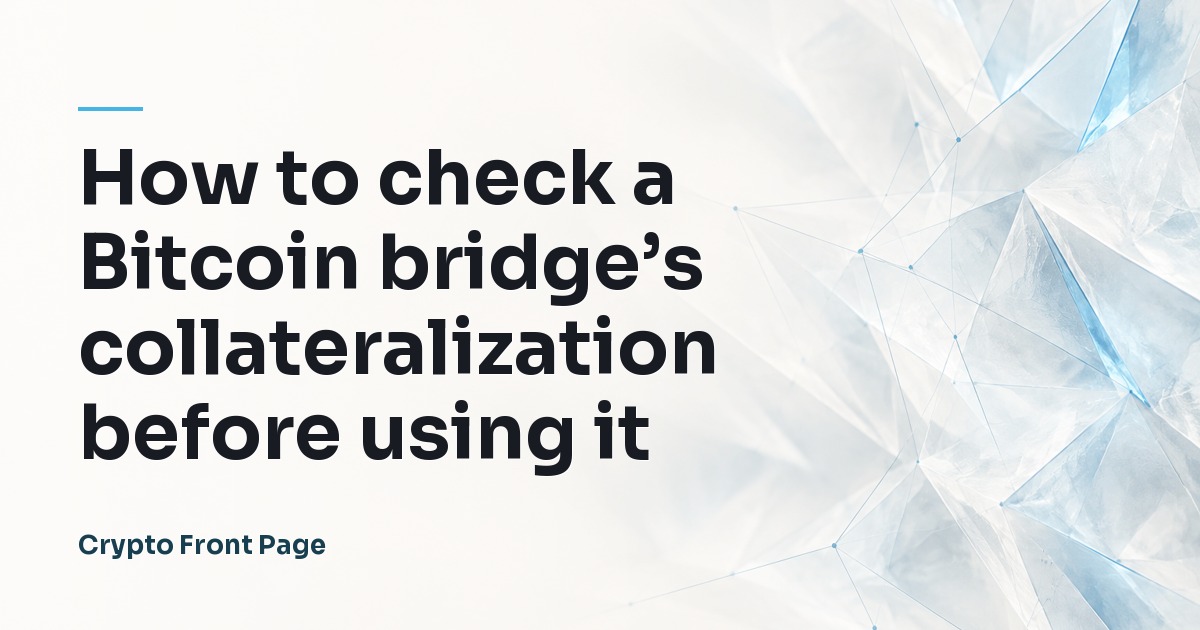 How to check a
Bitcoin bridge’s
collateralization
before using it
Crypto Front Page